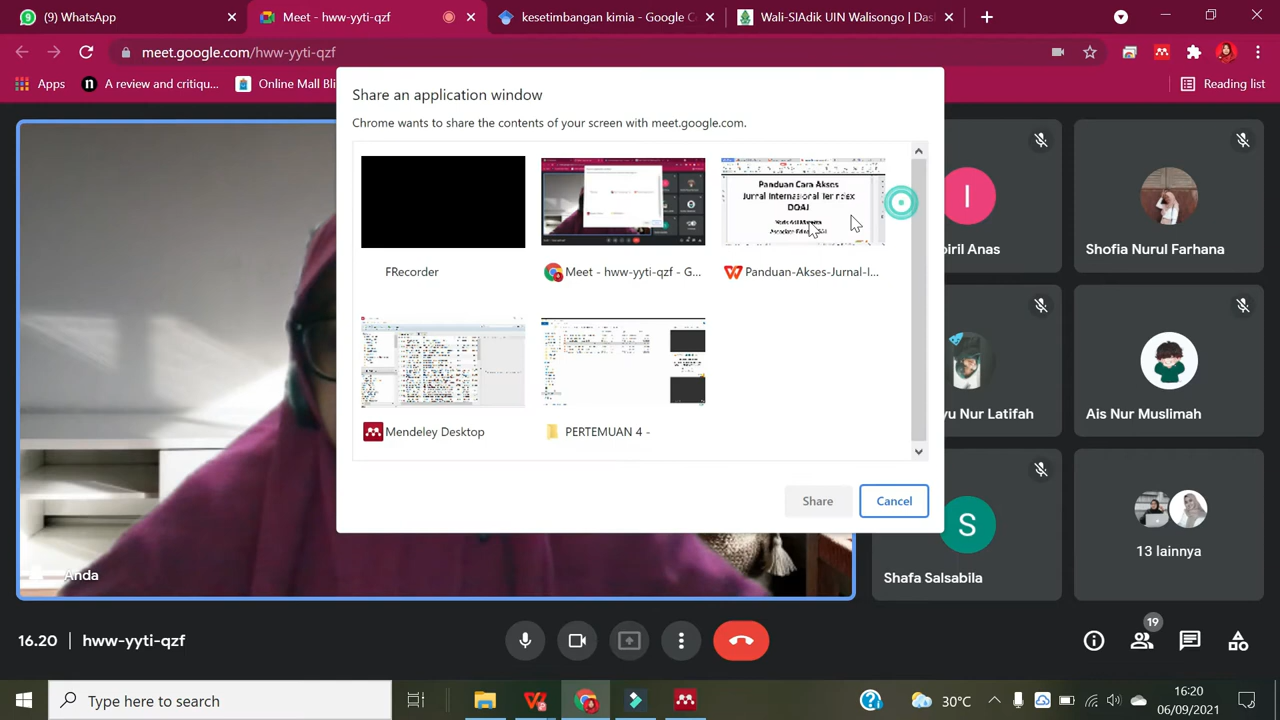 (9) WhatsApp
Meet - hww-yyti-qzf
kesetimbangan kimia - Google C
Wali-SIAdik UIN Walisongo | Das
meet.google.com/hww-yyti-qzf
Apps
A review and critiqu...
Online Mall Bli
Reading list
Share an application window
Chrome wants to share the contents of your screen with meet.google.com.
Panduan Cara Akses
DOAJ
FRecorder
Meet - hww-yyti-qzf - G...
Panduan-Akses-Jurnal-I...
Mendeley Desktop
PERTEMUAN 4 -
Share
Cancel
I
Anas
Shofia Nurul Farhana
Nur Latifah
Ais Nur Muslimah
S
Shafa Salsabila
13 lainnya
Anda
16.20
hww-yyti-qzf
19
Type here to search
30°C
16:20
06/09/2021